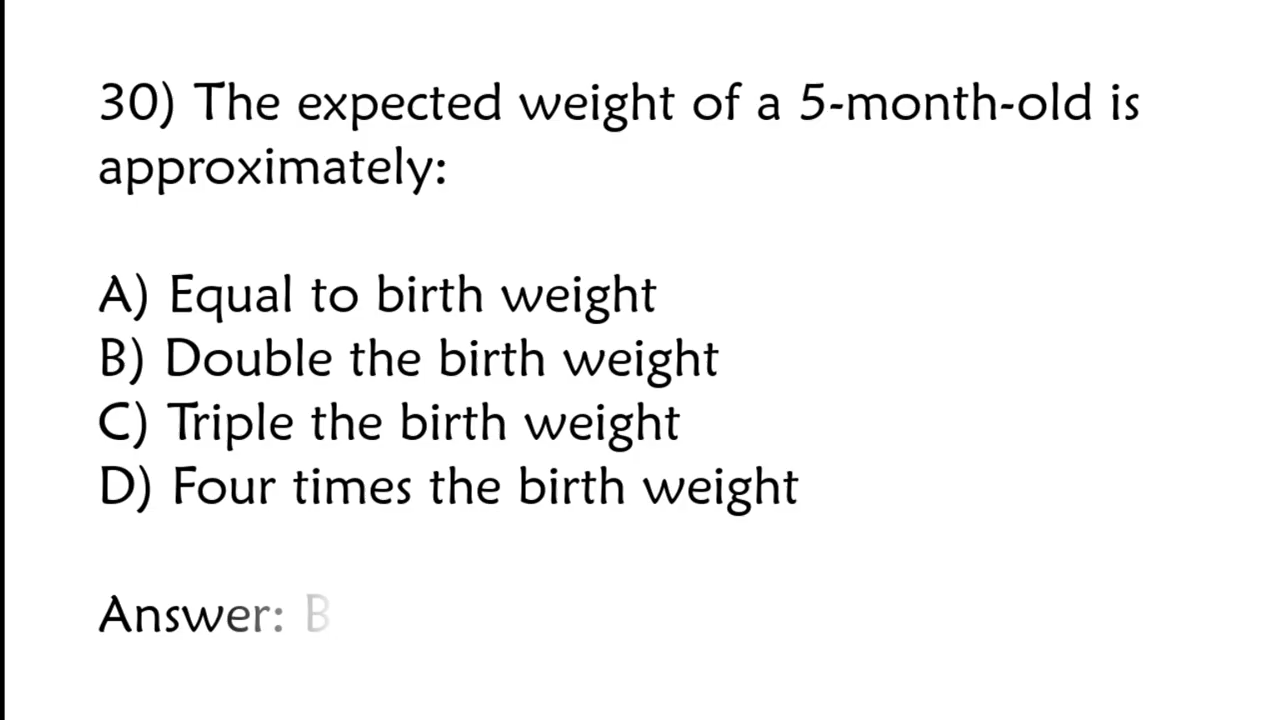 30) The expected weight of a 5-month-old is
approximately:
A) Equal to birth weight
B) Double the birth weight
C) Triple the birth weight
D) Four times the birth weight
Answer: B